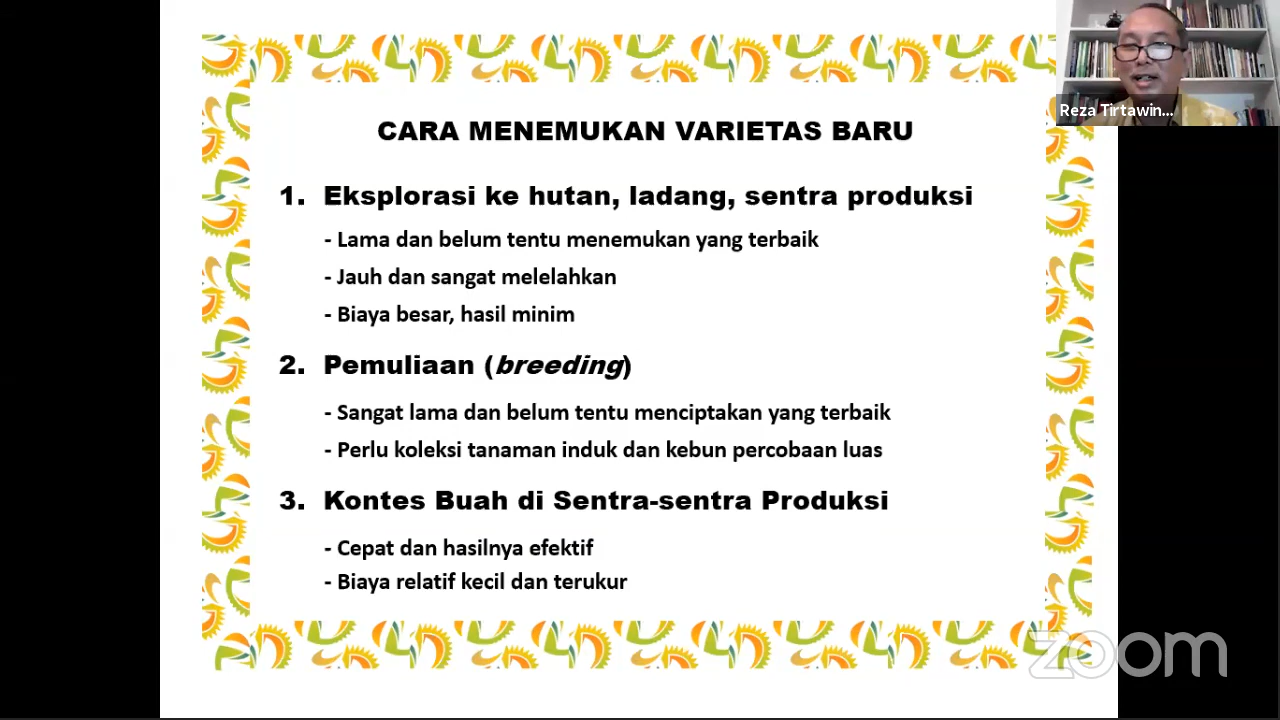 CARA MENEMUKAN VARIETAS BARU
1. Eksplorasi ke hutan, ladang, sentra produksi
- Lama dan belum tentu menemukan yang terbaik
- Jauh dan sangat melelahkan
- Biaya besar, hasil minim
2. Pemuliaan (breeding)
- Sangat lama dan belum tentu menciptakan yang terbaik
- Perlu koleksi tanaman induk dan kebun percobaan luas
3. Kontes Buah di Sentra-sentra Produksi
- Cepat dan hasilnya efektif
- Biaya relatif kecil dan terukur
Reza Tirtawin...
zoom